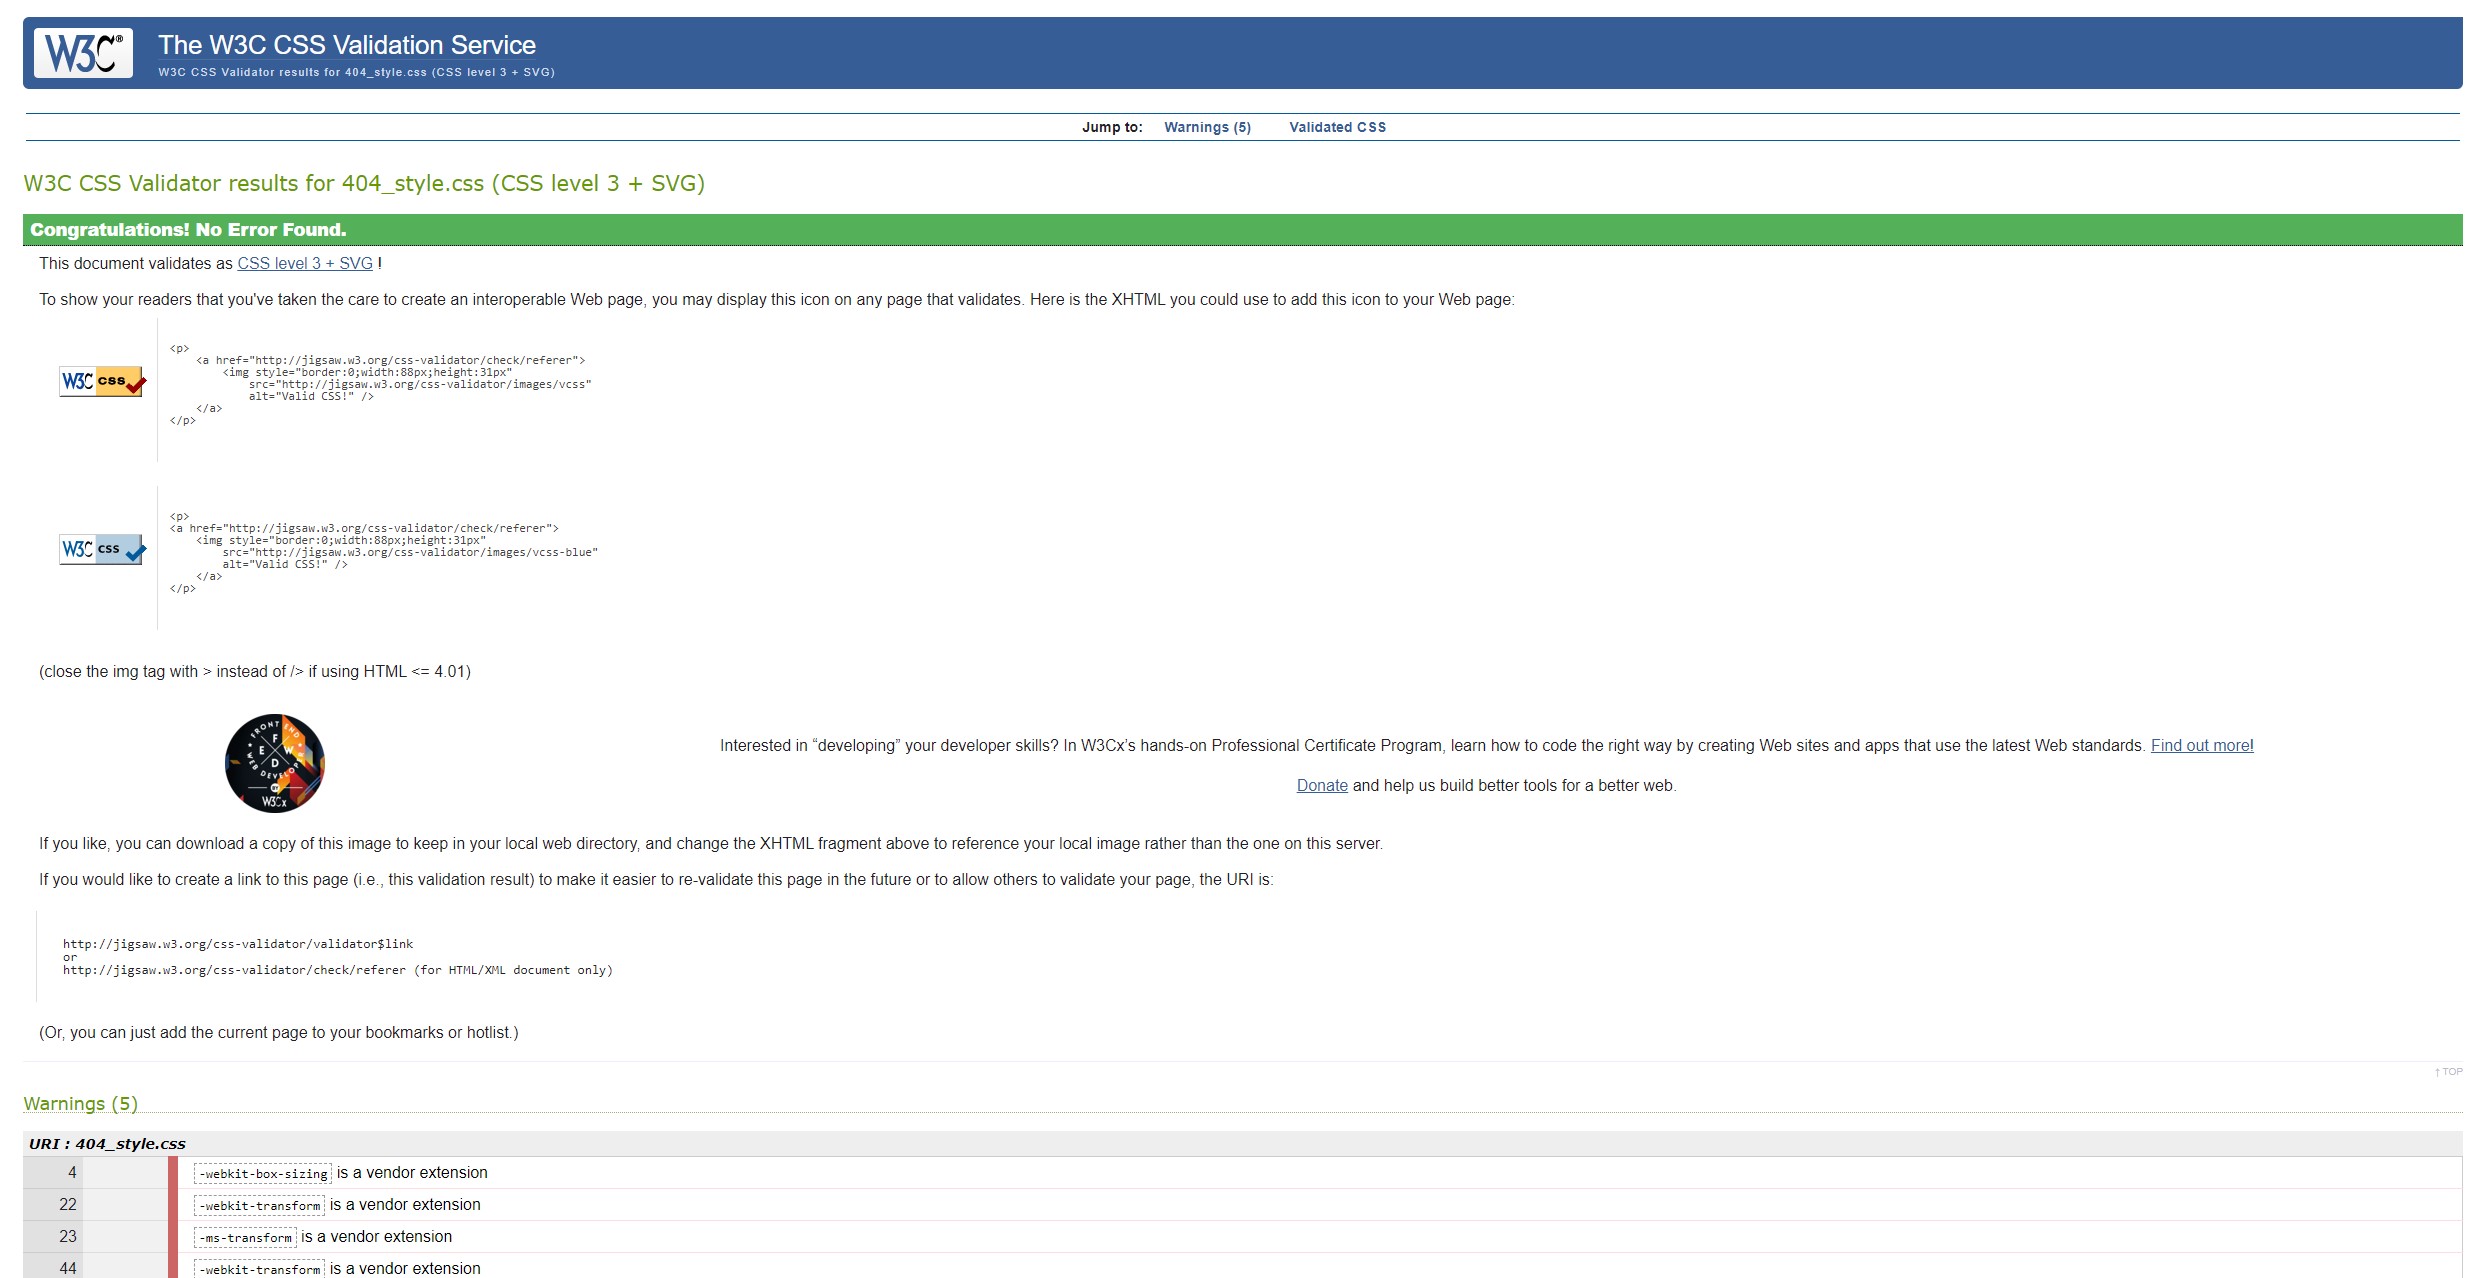 W3C®
The W3C CSS Validation Service
W3C CSS Validator results for 404_style.css (CSS level 3 + SVG)
Jump to: Warnings (5) Validated CSS
W3C CSS Validator results for 404_style.css (CSS level 3 + SVG)
Congratulations! No Error Found.
This document validates as CSS level 3 + SVG !
To show your readers that you've taken the care to create an interoperable Web page, you may display this icon on any page that validates. Here is the XHTML you could use to add this icon to your Web page:
W3C css
<p>
<a href="http://jigsaw.w3.org/css-validator/check/referer">
<img style="border:0;width:88px;height:31px"
src="http://jigsaw.w3.org/css-validator/images/vcss"
alt="Valid CSS!" />
</a>
</p>
W3C css
<p>
<a href="http://jigsaw.w3.org/css-validator/check/referer">
<img style="border:0;width:88px;height:31px"
src="http://jigsaw.w3.org/css-validator/images/vcss-blue"
alt="Valid CSS!" />
</a>
</p>
(close the img tag with > instead of /> if using HTML <= 4.01)
FRONT END
F
E W
D
WEB DEVELOPER
BY
W3Cx
Interested in “developing” your developer skills? In W3Cx’s hands-on Professional Certificate Program, learn how to code the right way by creating Web sites and apps that use the latest Web standards. Find out more!
Donate and help us build better tools for a better web.
If you like, you can download a copy of this image to keep in your local web directory, and change the XHTML fragment above to reference your local image rather than the one on this server.
If you would like to create a link to this page (i.e., this validation result) to make it easier to re-validate this page in the future or to allow others to validate your page, the URI is:
http://jigsaw.w3.org/css-validator/validator$link
or
http://jigsaw.w3.org/css-validator/check/referer (for HTML/XML document only)
(Or, you can just add the current page to your bookmarks or hotlist.)
↑ TOP
Warnings (5)
URI : 404_style.css
4 -webkit-box-sizing is a vendor extension
22 -webkit-transform is a vendor extension
23 -ms-transform is a vendor extension
44 -webkit-transform is a vendor extension